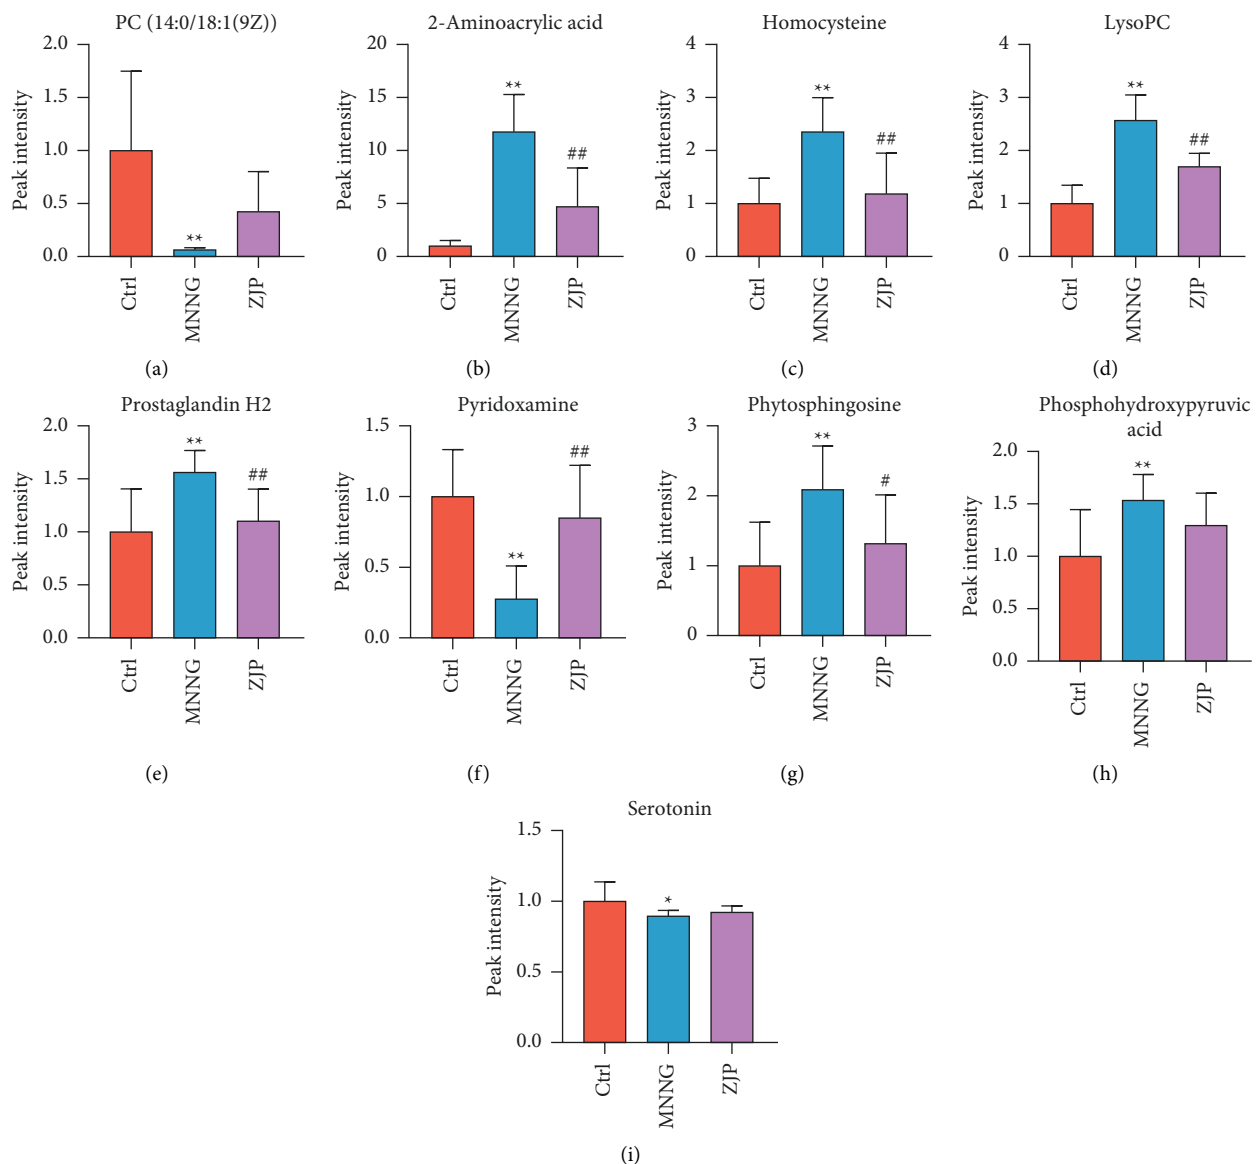 PC (14:0/18:1(9Z))
Peak intensity
2.0
1.5
1.0
0.5
0.0
**
Ctrl
MNNG
ZJP
(a)
2-Aminoacrylic acid
Peak intensity
20
15
10
5
0
**
##
Ctrl
MNNG
ZJP
(b)
Homocysteine
Peak intensity
4
3
2
1
0
**
##
Ctrl
MNNG
ZJP
(c)
LysoPC
Peak intensity
4
3
2
1
0
**
##
Ctrl
MNNG
ZJP
(d)
Prostaglandin H2
Peak intensity
2.0
1.5
1.0
0.5
0.0
**
##
Ctrl
MNNG
ZJP
(e)
Pyridoxamine
Peak intensity
1.5
1.0
0.5
0.0
**
##
Ctrl
MNNG
ZJP
(f)
Phytosphingosine
Peak intensity
3
2
1
0
**
#
Ctrl
MNNG
ZJP
(g)
Phosphohydroxypyruvic
acid
Peak intensity
2.0
1.5
1.0
0.5
0.0
**
Ctrl
MNNG
ZJP
(h)
Serotonin
Peak intensity
1.5
1.0
0.5
0.0
*
Ctrl
MNNG
ZJP
(i)